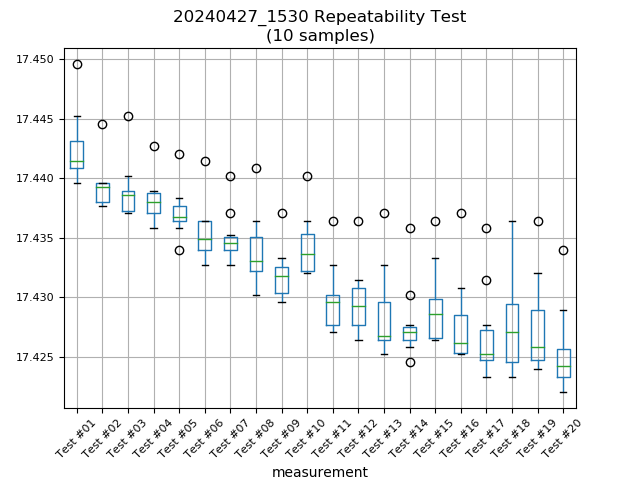 20240427_1530 Repeatability Test
(10 samples)
17.450
17.445
17.440
17.435
17.430
17.425
Test #01
Test #02
Test #03
Test #04
Test #05
Test #06
Test #07
Test #08
Test #09
Test #10
Test #11
Test #12
Test #13
Test #14
Test #15
Test #16
Test #17
Test #18
Test #19
Test #20
measurement